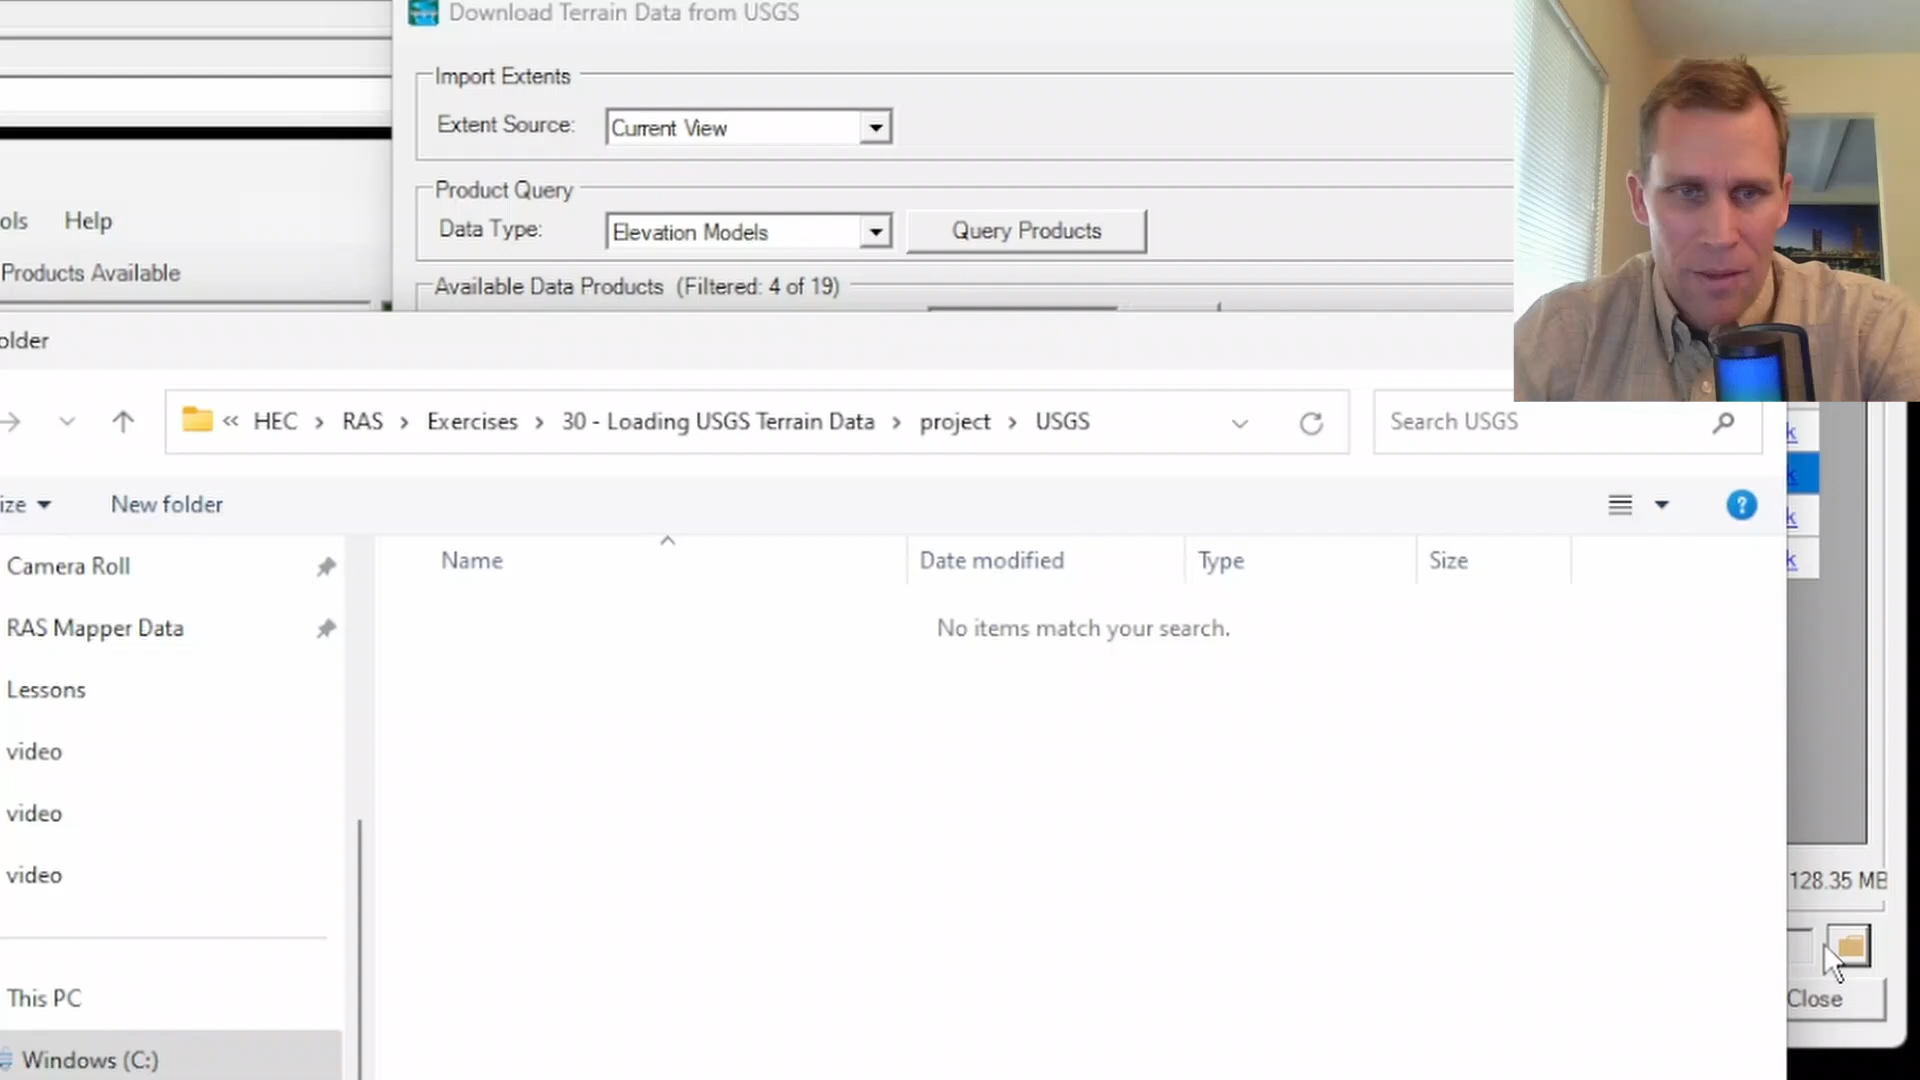 Download Terrain Data from USGS
Import Extents
Extent Source: Current View
Product Query
Data Type: Elevation Models Query Products
ols Help
Products Available
Available Data Products (Filtered: 4 of 19)
older
« HEC > RAS > Exercises > 30 - Loading USGS Terrain Data > project > USGS
Search USGS
ize New folder
?
Name Date modified Type Size
No items match your search.
Camera Roll
RAS Mapper Data
Lessons
video
video
video
This PC
Windows (C:)
k
k
k
k
128.35 MB
Close